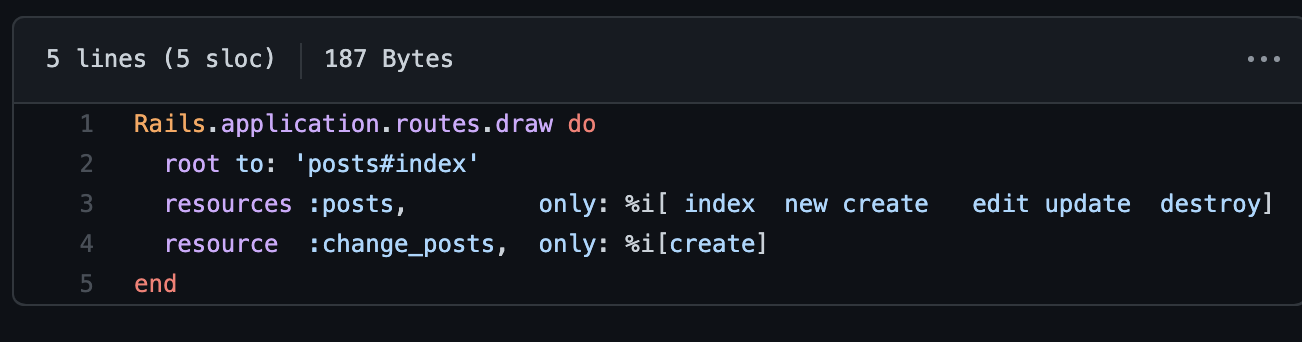 5 lines (5 sloc) 187 Bytes
1 Rails.application.routes.draw do
2   root to: 'posts#index'
3   resources :posts,         only: %i[ index  new create   edit update  destroy]
4   resource  :change_posts,  only: %i[create]
5 end